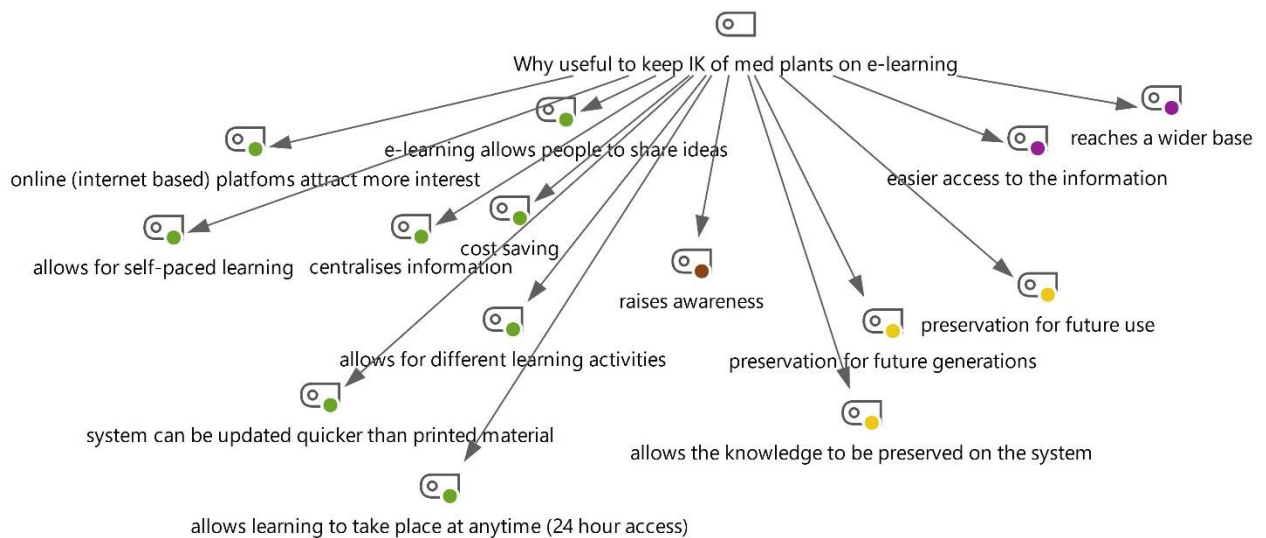 Why useful to keep IK of med plants on e-learning
reaches a wider base
e-learning allows people to share ideas
easier access to the information
online (internet based) platfoms attract more interest
cost saving
allows for self-paced learning
centralises information
raises awareness
preservation for future use
allows for different learning activities
preservation for future generations
system can be updated quicker than printed material
allows the knowledge to be preserved on the system
allows learning to take place at anytime (24 hour access)